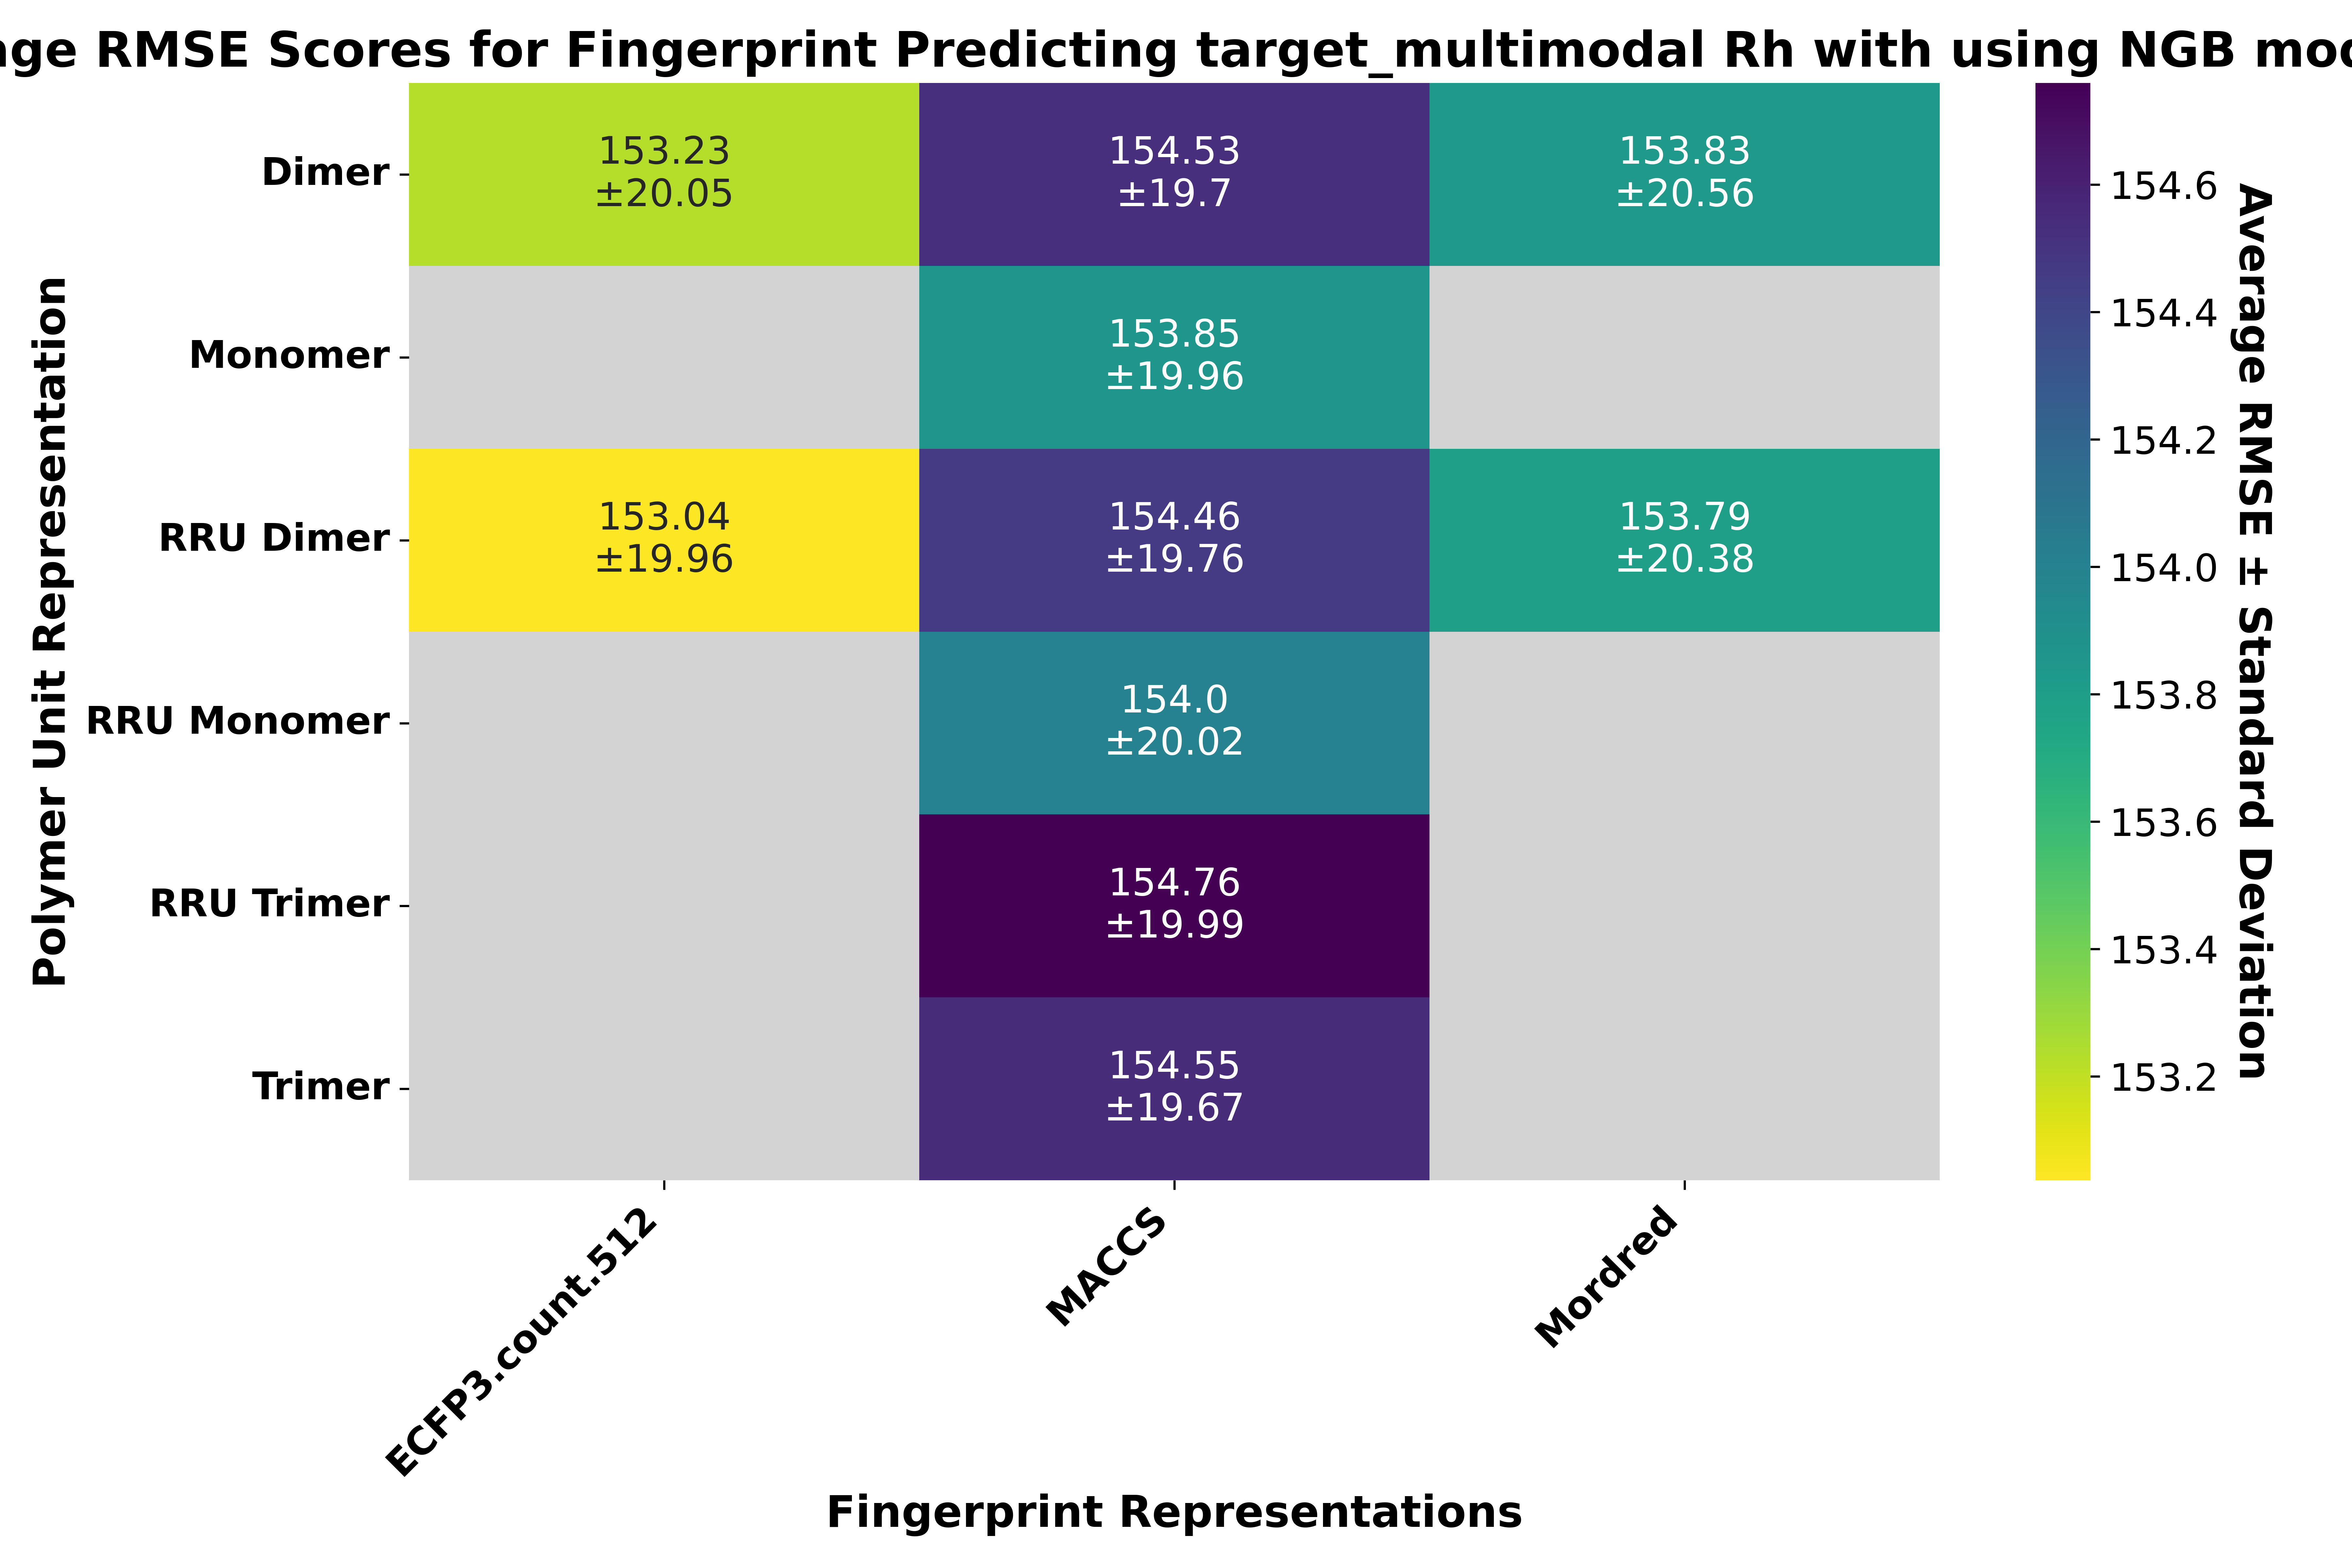 RMSE Scores for Fingerprint Predicting target_multimodal Rh with using NGB
Polymer Unit Representation
Dimer
153.23
±20.05
154.53
±19.7
153.83
±20.56
Monomer
153.85
±19.96
RRU Dimer
153.04
±19.96
154.46
±19.76
153.79
±20.38
RRU Monomer
154.0
±20.02
RRU Trimer
154.76
±19.99
Trimer
154.55
±19.67
ECFP3.count.512
MACCS
Mordred
Fingerprint Representations
154.6
154.4
154.2
154.0
153.8
153.6
153.4
153.2
Average RMSE ± Standard Deviation